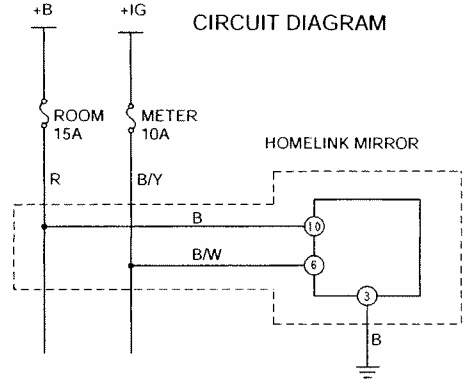 +B
+IG
CIRCUIT DIAGRAM
ROOM
15A
METER
10A
HOMELINK MIRROR
R
B/Y
B
10
B/W
6
3
B